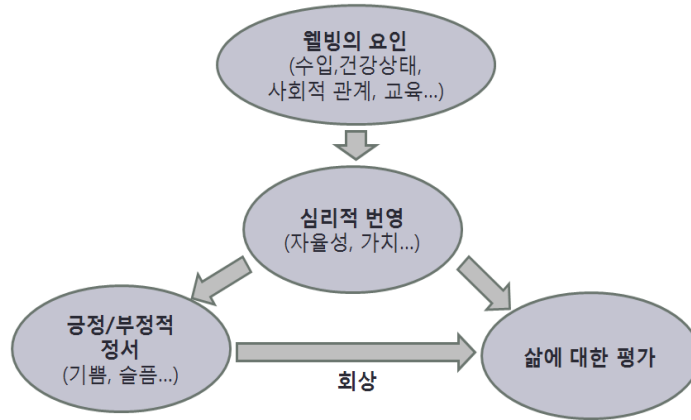 웰빙의 요인
(수입,건강상태,
사회적 관계, 교육...)
심리적 번영
(자율성, 가치...)
긍정/부정적
정서
(기쁨, 슬픔...)
회상
삶에 대한 평가